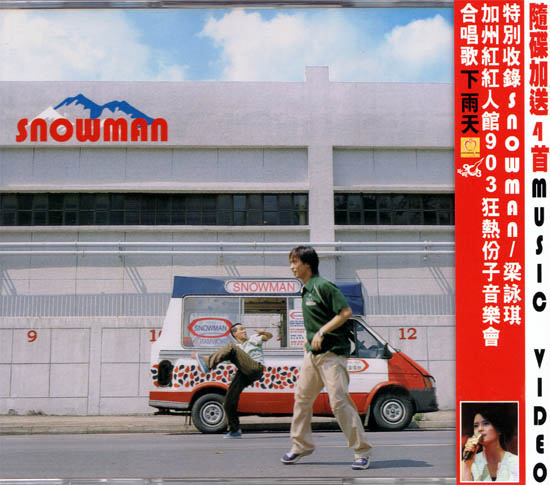 SNOWMAN
SNOWMAN
SNOWMAN
9
12
隨碟加送4首MUSIC VIDEO
特別收錄SNOWMAN/梁詠琪
加州紅紅人館903狂熱份子音樂會
合唱歌下雨天
903